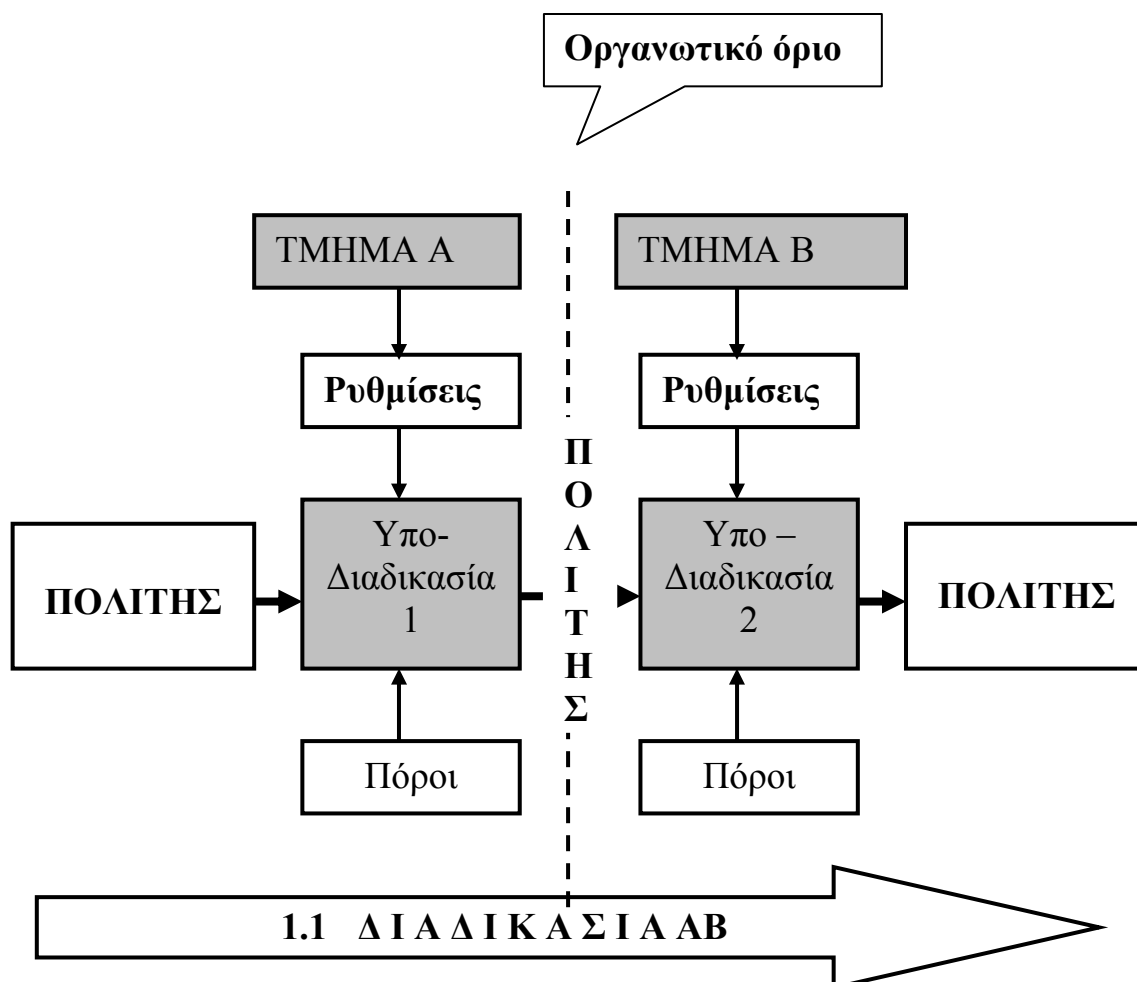 Οργανωτικό όριο
ΤΜΗΜΑ Α
ΤΜΗΜΑ Β
Ρυθμίσεις
Ρυθμίσεις
ΠΟΛΙΤΗΣ
Υπο-
Διαδικασία
1
Π
Ο
Λ
Ι
Τ
Η
Σ
Υπο –
Διαδικασία
2
ΠΟΛΙΤΗΣ
Πόροι
Πόροι
1.1 Δ Ι Α Δ Ι Κ Α Σ Ι Α ΑΒ